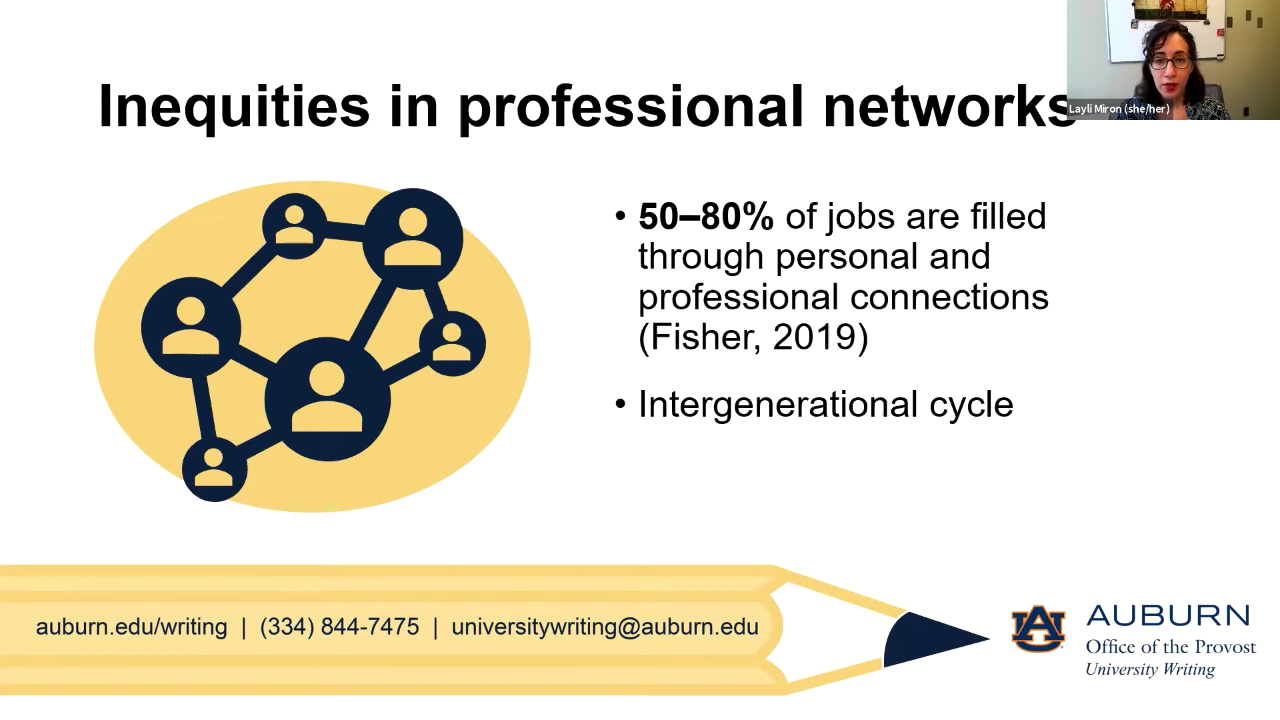 Inequities in professional networks
Layli Miron (she/her)
• 50–80% of jobs are filled
through personal and
professional connections
(Fisher, 2019)
• Intergenerational cycle
auburn.edu/writing | (334) 844-7475 | universitywriting@auburn.edu
AU
AUBURN
Office of the Provost
University Writing